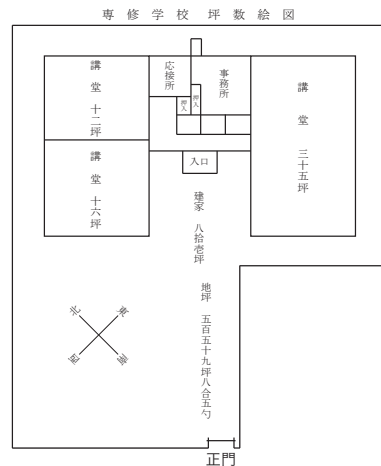 専修学校坪数絵図
講堂 十二坪
応接所
事務所
押入
押入
講堂 三十五坪
講堂 十六坪
入口
建家 八拾壱坪
地坪 五百五十九坪八合五勺
北
東
西
南
正門